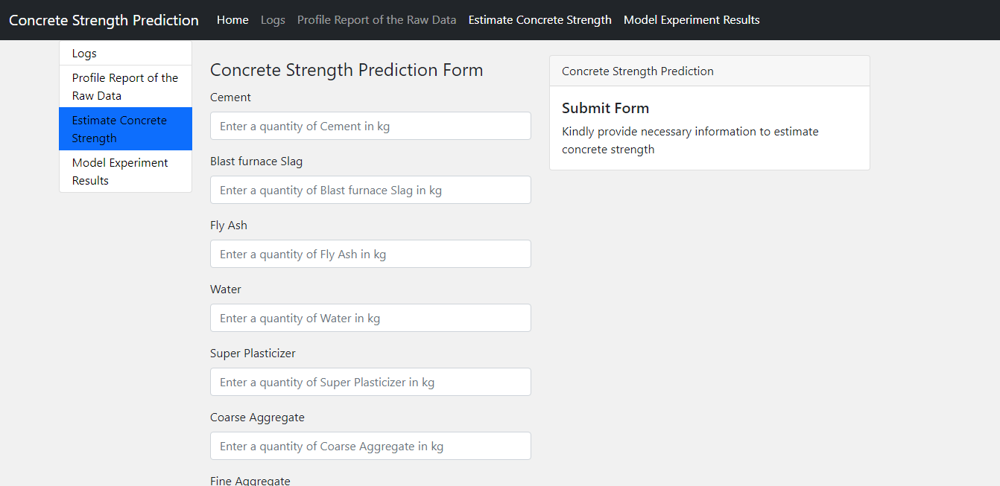 Concrete Strength Prediction Home Logs Profile Report of the Raw Data Estimate Concrete Strength Model Experiment Results
Logs
Profile Report of the
Raw Data
Estimate Concrete
Strength
Model Experiment
Results
Concrete Strength Prediction Form
Cement
Enter a quantity of Cement in kg
Blast furnace Slag
Enter a quantity of Blast furnace Slag in kg
Fly Ash
Enter a quantity of Fly Ash in kg
Water
Enter a quantity of Water in kg
Super Plasticizer
Enter a quantity of Super Plasticizer in kg
Coarse Aggregate
Enter a quantity of Coarse Aggregate in kg
Fine Aggregate
Concrete Strength Prediction
Submit Form
Kindly provide necessary information to estimate
concrete strength